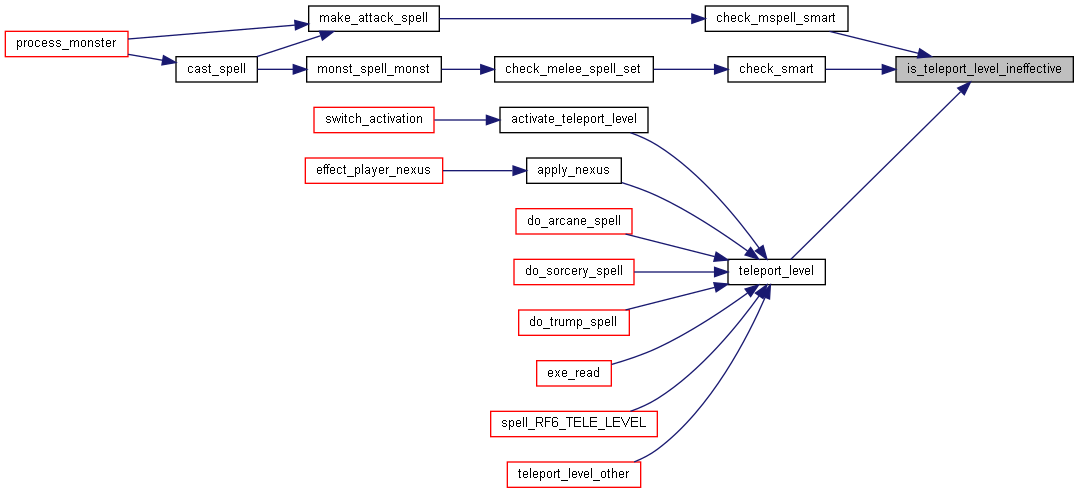 make_attack_spell
check_mspell_smart
process_monster
cast_spell
monst_spell_monst
check_melee_spell_set
check_smart
is_teleport_level_ineffective
switch_activation
activate_teleport_level
effect_player_nexus
apply_nexus
do_arcane_spell
do_sorcery_spell
teleport_level
do_trump_spell
exe_read
spell_RF6_TELE_LEVEL
teleport_level_other